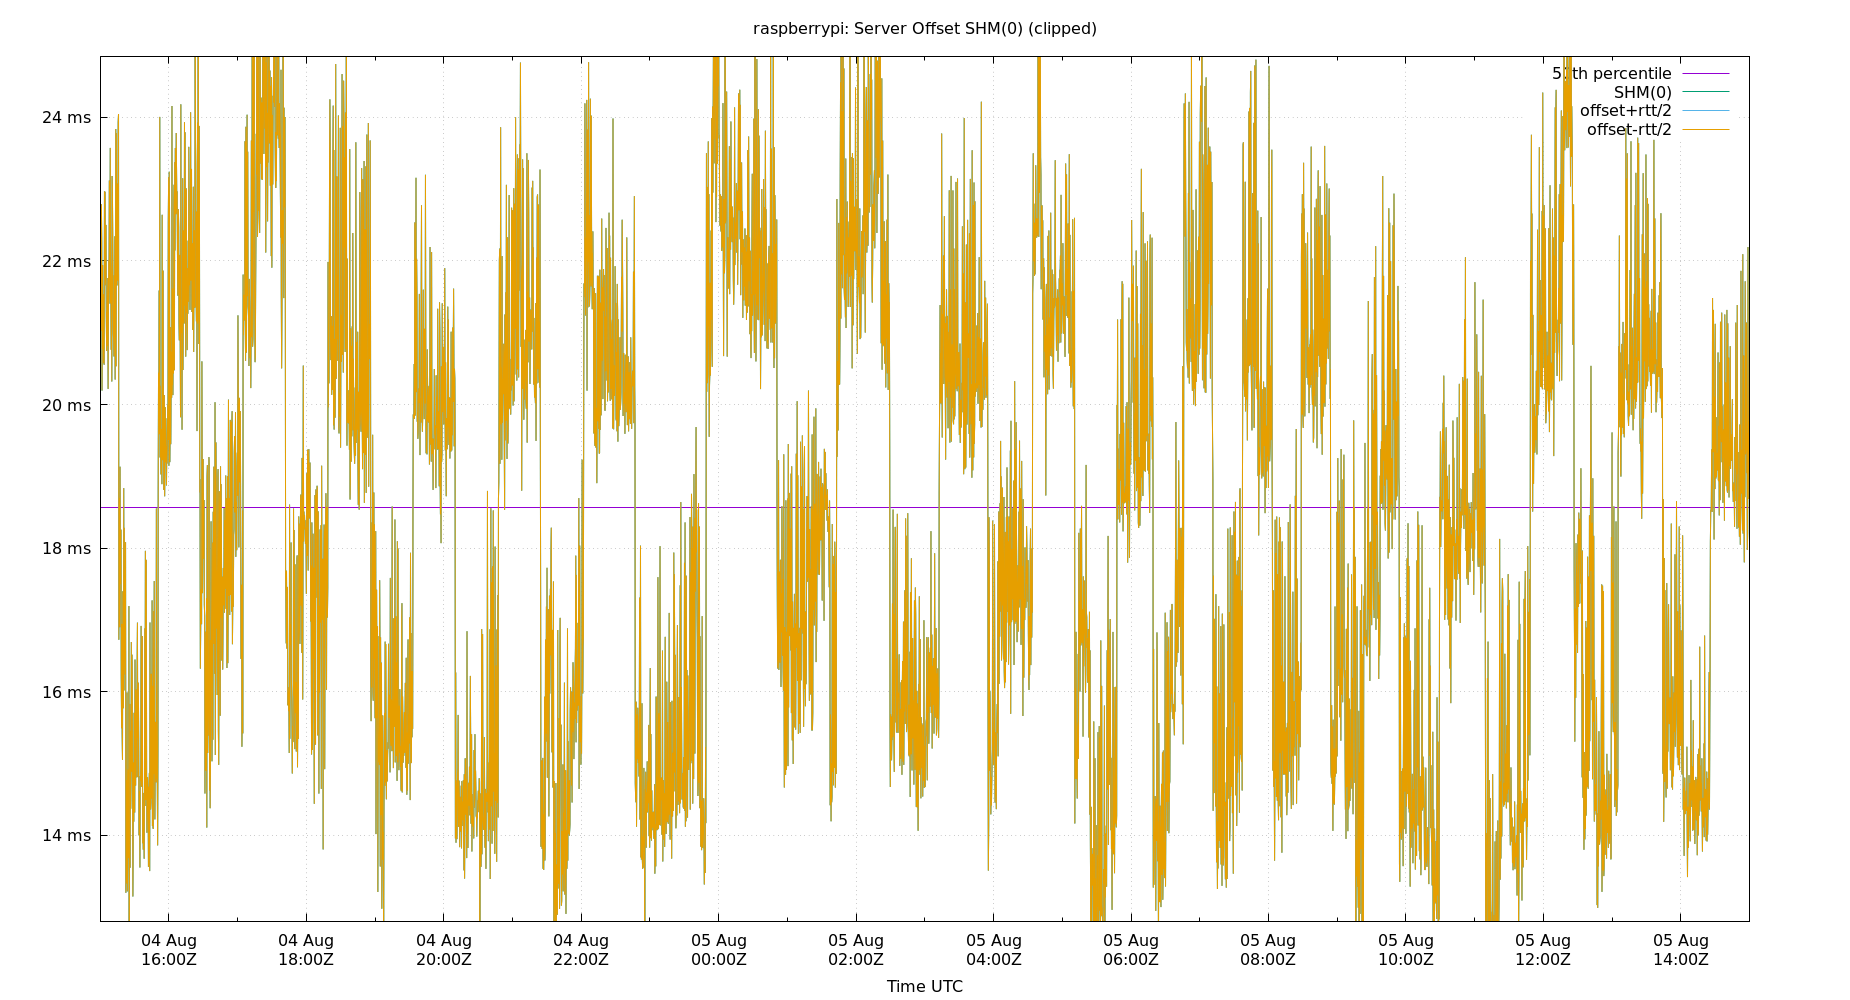 raspberrypi: Server Offset SHM(0) (clipped)
50th percentile
SHM(0)
offset+rtt/2
offset-rtt/2
24 ms
22 ms
20 ms
18 ms
16 ms
14 ms
04 Aug
16:00Z
04 Aug
18:00Z
04 Aug
20:00Z
04 Aug
22:00Z
05 Aug
00:00Z
05 Aug
02:00Z
05 Aug
04:00Z
05 Aug
06:00Z
05 Aug
08:00Z
05 Aug
10:00Z
05 Aug
12:00Z
05 Aug
14:00Z
Time UTC